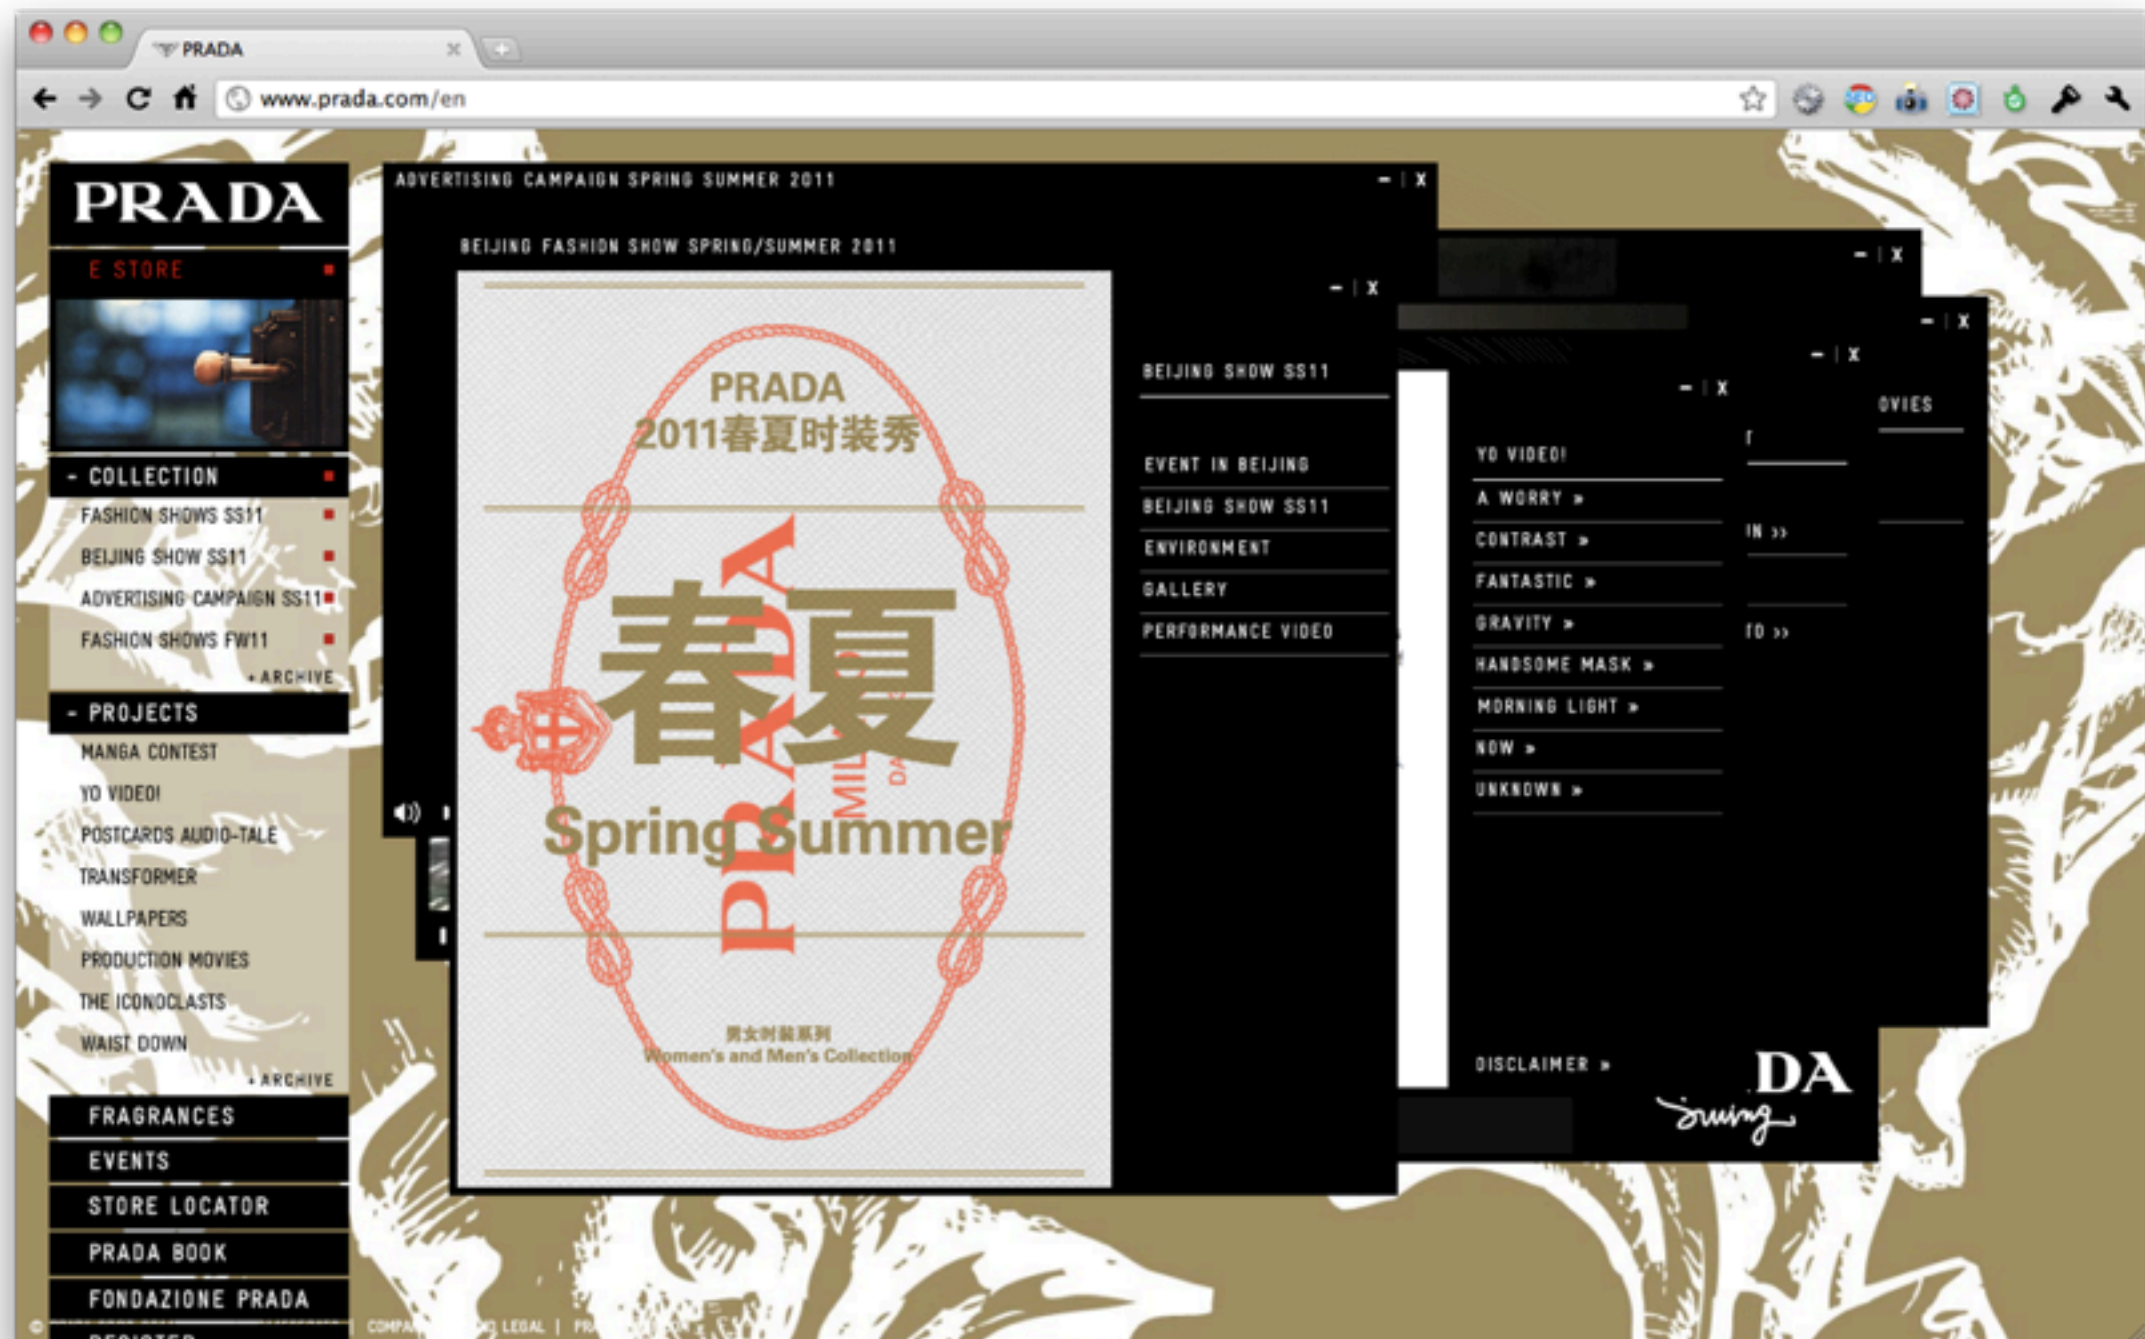 PRADA
www.prada.com/en
PRADA
E STORE
- COLLECTION
FASHION SHOWS SS11
BEIJING SHOW SS11
ADVERTISING CAMPAIGN SS11
FASHION SHOWS FW11
+ ARCHIVE
- PROJECTS
MANGA CONTEST
YO VIDEO!
POSTCARDS AUDIO-TALE
TRANSFORMER
WALLPAPERS
PRODUCTION MOVIES
THE ICONOCLASTS
WAIST DOWN
+ ARCHIVE
FRAGRANCES
EVENTS
STORE LOCATOR
PRADA BOOK
FONDAZIONE PRADA
ADVERTISING CAMPAIGN SPRING SUMMER 2011
- | X
BEIJING FASHION SHOW SPRING/SUMMER 2011
- | X
PRADA
2011春夏时装秀
PRADA
春夏
Spring Summer
男女时装系列
Women's and Men's Collection
BEIJING SHOW SS11
EVENT IN BEIJING
BEIJING SHOW SS11
ENVIRONMENT
GALLERY
PERFORMANCE VIDEO
- | X
- | X
- | X
- | X
YO VIDEO!
A WORRY »
CONTRAST »
FANTASTIC »
GRAVITY »
HANDSOME MASK »
MORNING LIGHT »
NOW »
UNKNOWN »
DISCLAIMER »
OVIES
DA
LEGAL |